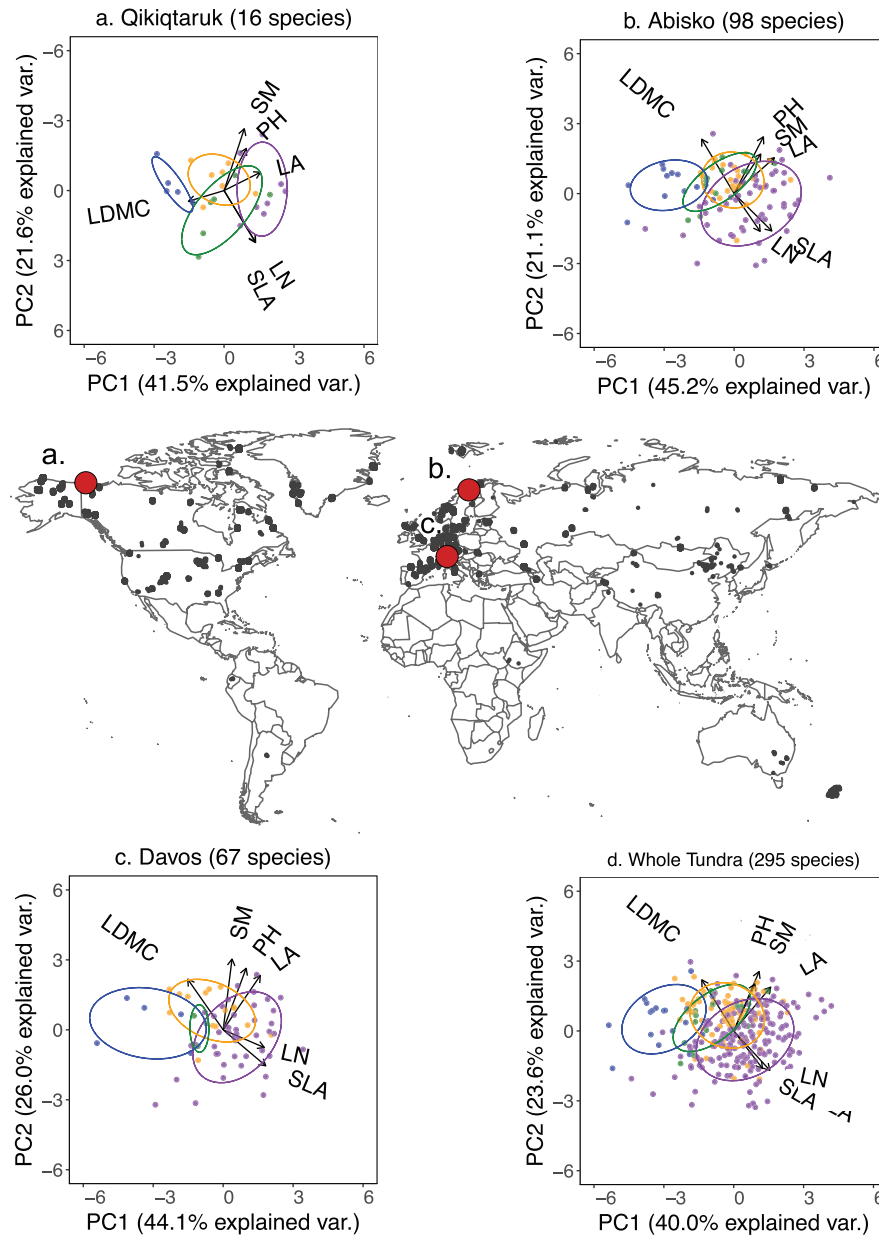 a. Qikiqtaruk (16 species)
−6
−3
0
3
6
PC2 (21.6% explained var.)
SM
PH
LA
LDMC
LN
SLA
−6
−3
0
3
6
PC1 (41.5% explained var.)
b. Abisko (98 species)
6
3
0
−3
−6
PC2 (21.1% explained var.)
LDMC
PH
SM
LA
LN
SLA
−6
−3
0
3
6
PC1 (45.2% explained var.)
a.
b.
c.
c. Davos (67 species)
6
3
0
−3
−6
PC2 (26.0% explained var.)
LDMC
SM
PH
LA
LN
SLA
−6
−3
0
3
6
PC1 (44.1% explained var.)
d. Whole Tundra (295 species)
6
3
0
−3
−6
PC2 (23.6% explained var.)
LDMC
PH
SM
LA
LN
SLA
−6
−3
0
3
6
PC1 (40.0% explained var.)